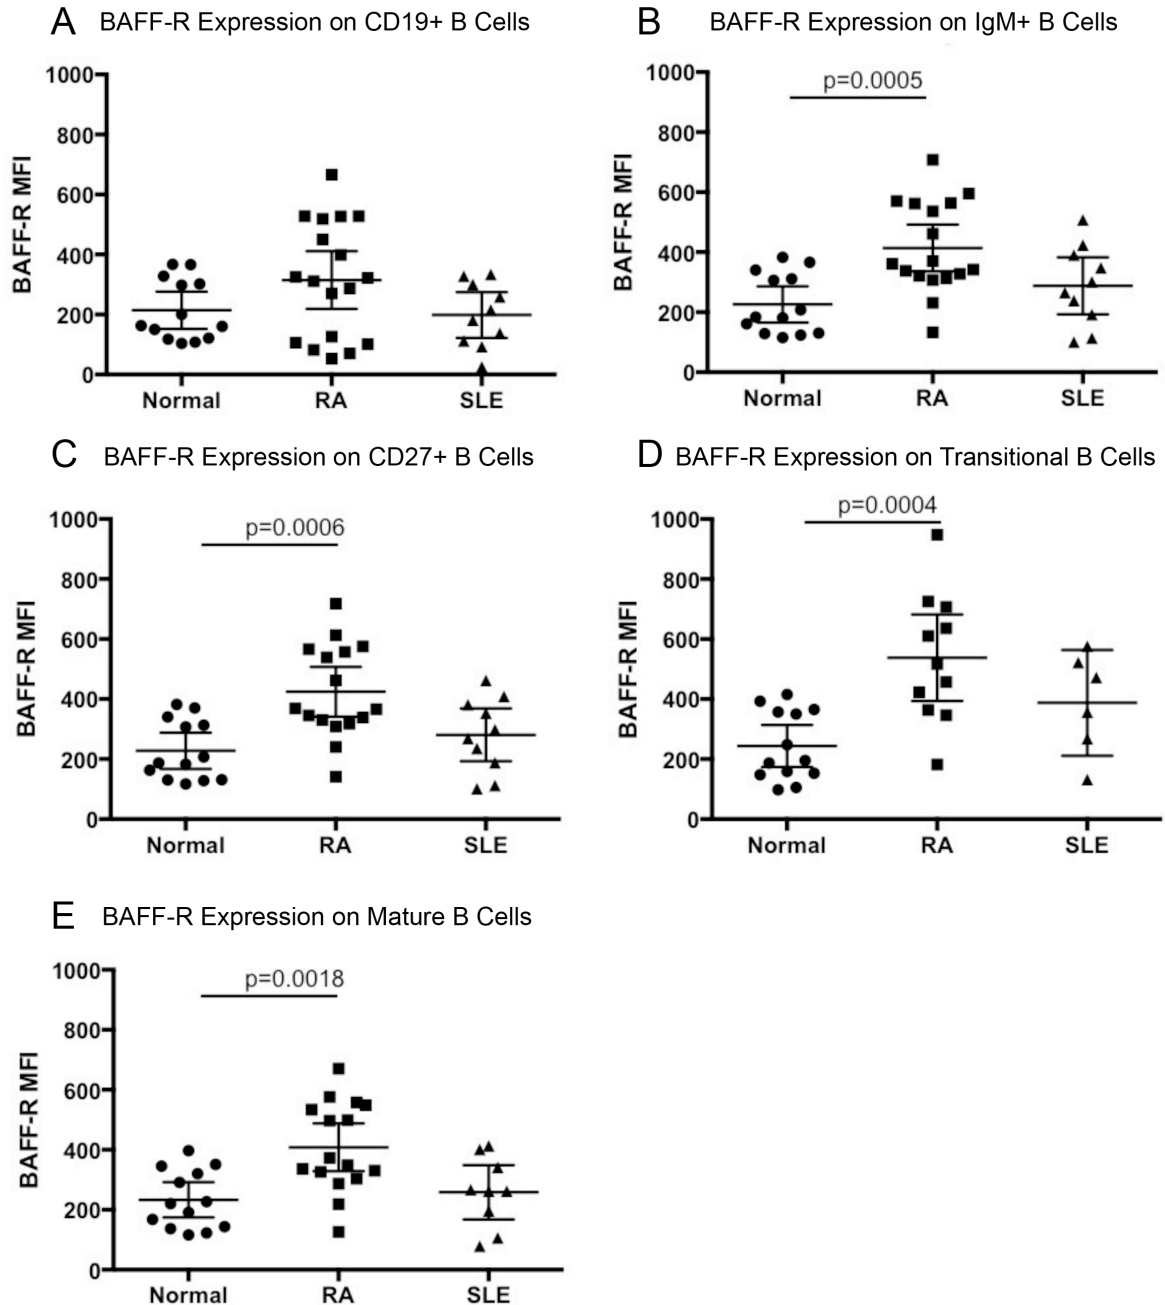 A BAFF-R Expression on CD19+ B Cells
1000
800
600
400
200
0
BAFF-R MFI
Normal RA SLE
B BAFF-R Expression on IgM+ B Cells
p=0.0005
1000
800
600
400
200
0
BAFF-R MFI
Normal RA SLE
C BAFF-R Expression on CD27+ B Cells
p=0.0006
1000
800
600
400
200
0
BAFF-R MFI
Normal RA SLE
D BAFF-R Expression on Transitional B Cells
p=0.0004
1000
800
600
400
200
0
BAFF-R MFI
Normal RA SLE
E BAFF-R Expression on Mature B Cells
p=0.0018
1000
800
600
400
200
0
BAFF-R MFI
Normal RA SLE